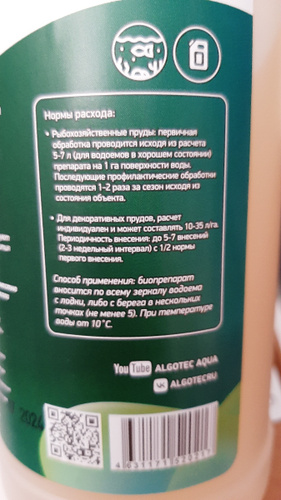 Нормы расхода:
• Рыбохозяйственные пруды: первичная
обработка проводится исходя из расчета
5-7 л (для водоемов в хорошем состоянии)
препарата на 1 га поверхности воды.
Последующие профилактические обработки
проводятся 1-2 раза за сезон исходя из
состояния объекта.
• Для декоративных прудов, расчет
индивидуален и может составлять 10-35 л/га.
Периодичность внесения: до 5-7 внесений
(2-3 недельный интервал) с 1/2 нормы
первого внесения.
Способ применения: биопрепарат
вносится по всему зеркалу водоема
с лодки, либо с берега в нескольких
точках (не менее 5). При температуре
воды от 10°С.
YouTube ALGOTEC AQUA
ALGOTECRU
2024